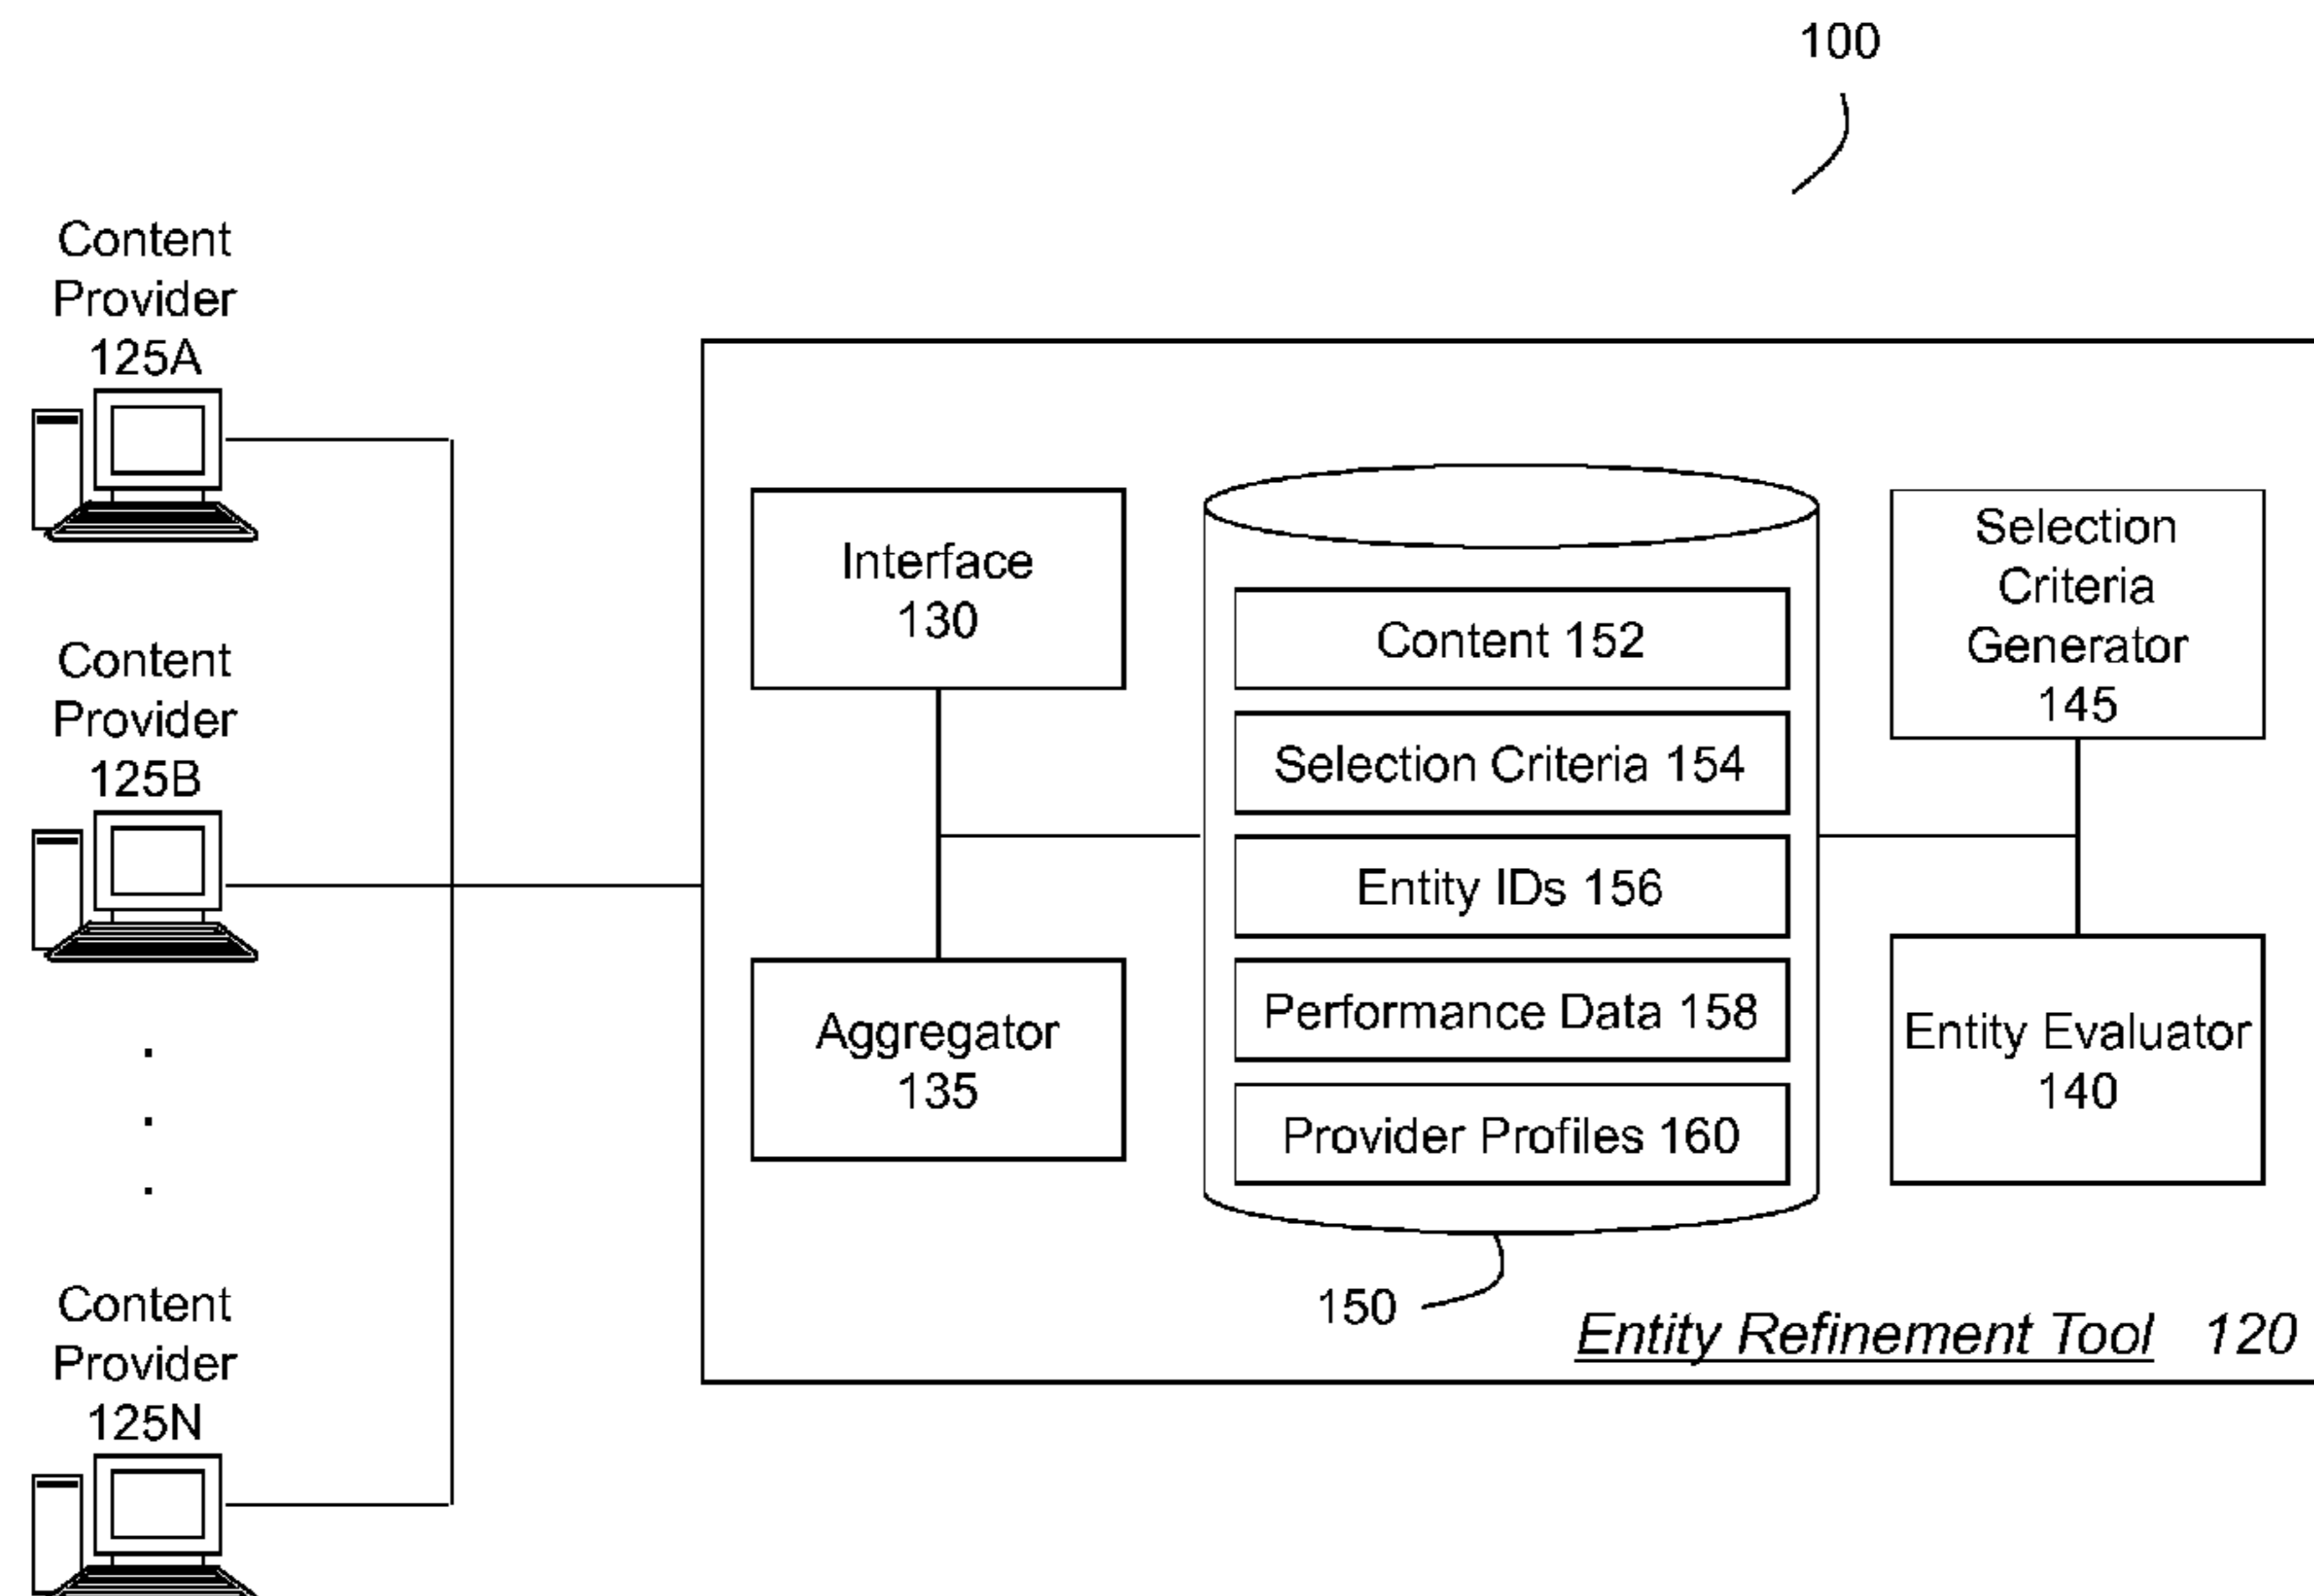 100
Content
Provider
125A
Content
Provider
125B
.
.
.
Content
Provider
125N
Interface
130
Aggregator
135
Content 152
Selection Criteria 154
Entity IDs 156
Performance Data 158
Provider Profiles 160
150
Selection
Criteria
Generator
145
Entity Evaluator
140
Entity Refinement Tool 120